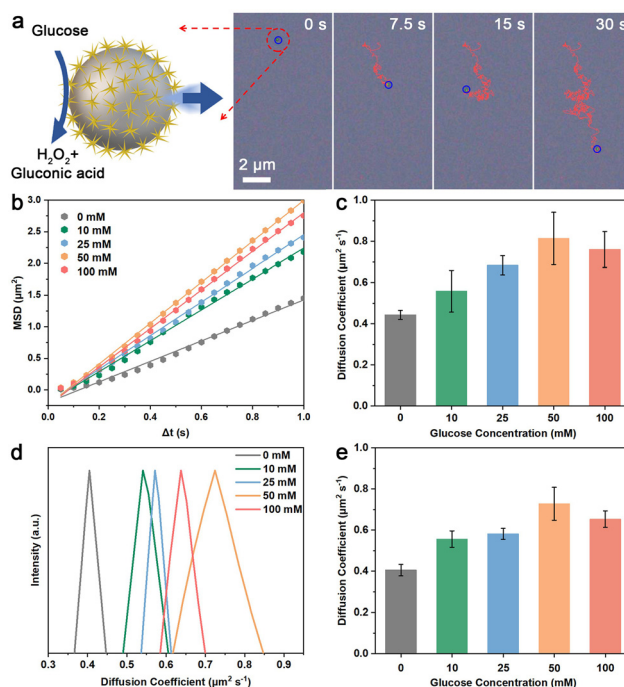 a
Glucose
H₂O₂+
Gluconic acid
0 s
7.5 s
15 s
30 s
2 µm
b
MSD (µm²)
3.0
2.5
2.0
1.5
1.0
0.5
0.0
0 mM
10 mM
25 mM
50 mM
100 mM
0.0 0.2 0.4 0.6 0.8 1.0
Δt (s)
c
Diffusion Coefficient (µm² s⁻¹)
1.0
0.8
0.6
0.4
0.2
0.0
0 10 25 50 100
Glucose Concentration (mM)
d
Intensity (a.u.)
0 mM
10 mM
25 mM
50 mM
100 mM
0.3 0.4 0.5 0.6 0.7 0.8 0.9
Diffusion Coefficient (µm² s⁻¹)
e
Diffusion Coefficient (µm² s⁻¹)
1.0
0.8
0.6
0.4
0.2
0.0
0 10 25 50 100
Glucose Concentration (mM)